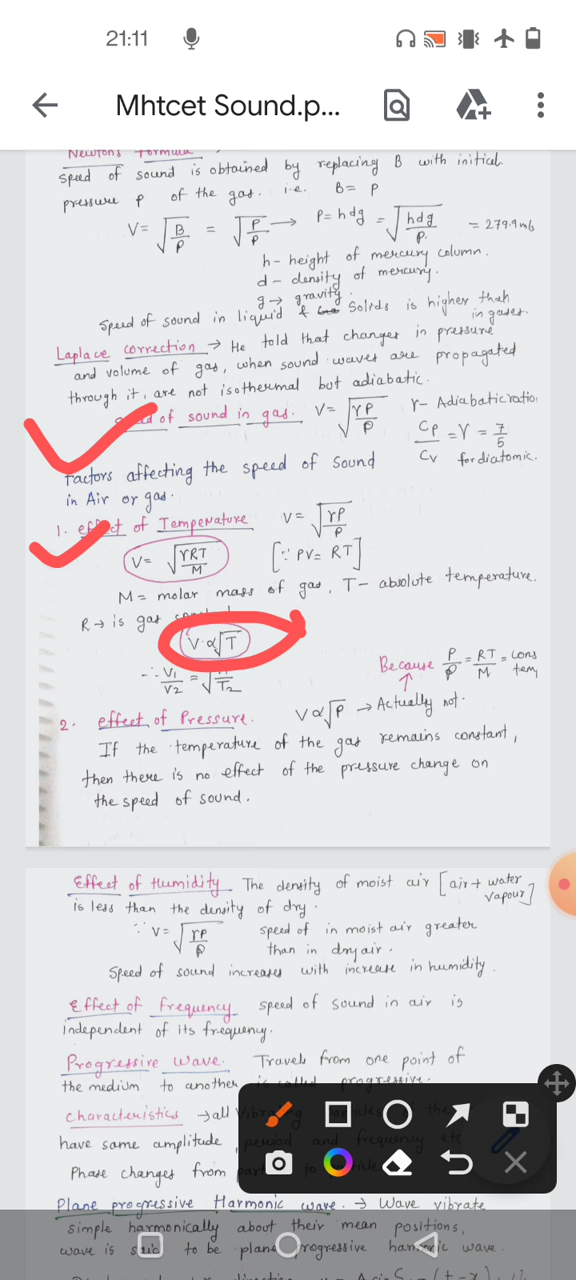 21:11
Mhtcet Sound.p...
Newton's Formula
Speed of sound is obtained by replacing B with initial
pressure P of the gas. i.e. B= P
V= √B/ρ = √P/ρ → P= hdg = √hdg/ρ. = 279.9 m/s
h- height of mercury column.
d- density of mercury.
g→ gravity.
Speed of sound in liquid & Solids is higher than
in gases
Laplace correction → He told that changes in pressure
and volume of gas, when sound waves are propagated
through it, are not isothermal but adiabatic.
of sound in gas. V= √γP/ρ γ- Adiabatic ratio
Cp/Cv = γ = 7/5
for diatomic.
factors affecting the speed of sound
in Air or gas.
1. effect of Temperature V= √γP/ρ
V= √γRT/M [∵ PV= RT]
M= molar mass of gas, T- absolute temperature.
R→ is gas
V ∝ √T
∴ V1/V2 = √ /T2
Because P/ρ = RT/M = cons
tem,
2. effect of Pressure. V∝√P → Actually not.
If the temperature of the gas remains constant,
then there is no effect of the pressure change on
the speed of sound.
Effect of Humidity The density of moist air [air + water
vapour]
is less than the density of dry.
∵ V= √γP/ρ speed of in moist air greater
than in dry air.
Speed of sound increases with increase in humidity.
Effect of frequency speed of sound in air is
independent of its frequency.
Progressive wave. Travels from one point of
the medium to another is called progressive.
Characteristics → all
have same amplitude, period and frequency etc
Phase changes from
Plane progressive Harmonic wave. → Wave vibrate
simple harmonically about their mean positions,
wave is said to be plane progressive harmonic wave.